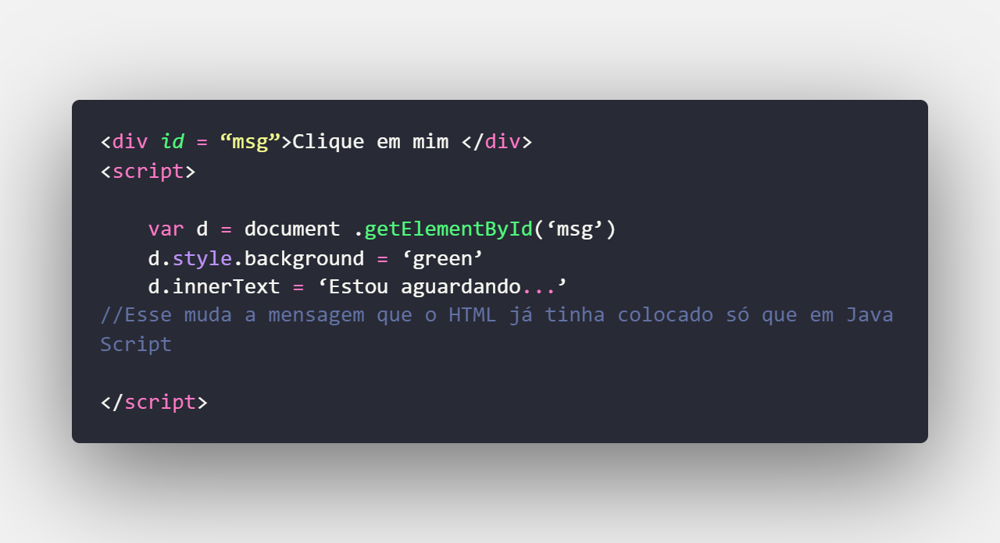 <div id = “msg”>Clique em mim </div>
<script>
var d = document .getElementById(‘msg’)
d.style.background = ‘green’
d.innerText = ‘Estou aguardando...’
//Esse muda a mensagem que o HTML já tinha colocado só que em Java
Script
</script>